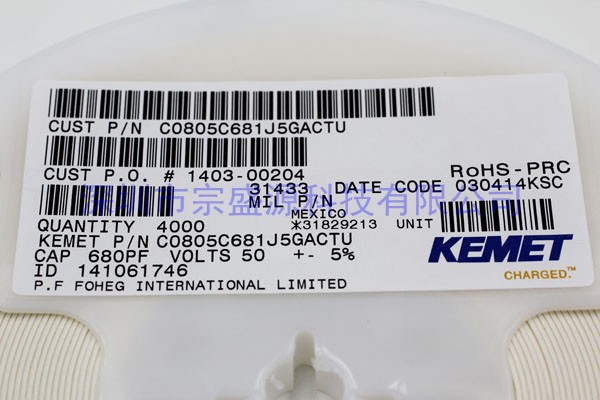 CUST P/N C0805C681J5GACTU
CUST P.O. # 1403-00204
RoHS-PRC
31433 DATE CODE 030414KSC
MIL P/N
MEXICO
QUANTITY 4000 *31829213 UNIT
KEMET P/N C0805C681J5GACTU
CAP 680PF VOLTS 50 +- 5%
ID 141061746
P.F FOHEG INTERNATIONAL LIMITED
KEMET
CHARGED.™
深圳市宗盛源科技有限公司